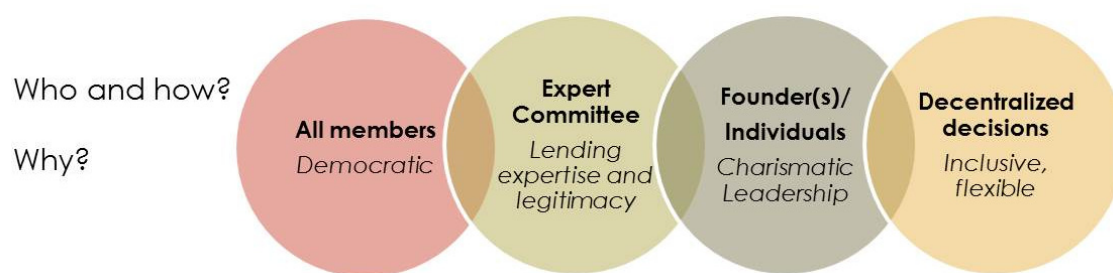 Who and how?
Why?
All members
Democratic
Expert
Committee
Lending
expertise and
legitimacy
Founder(s)/
Individuals
Charismatic
Leadership
Decentralized
decisions
Inclusive,
flexible